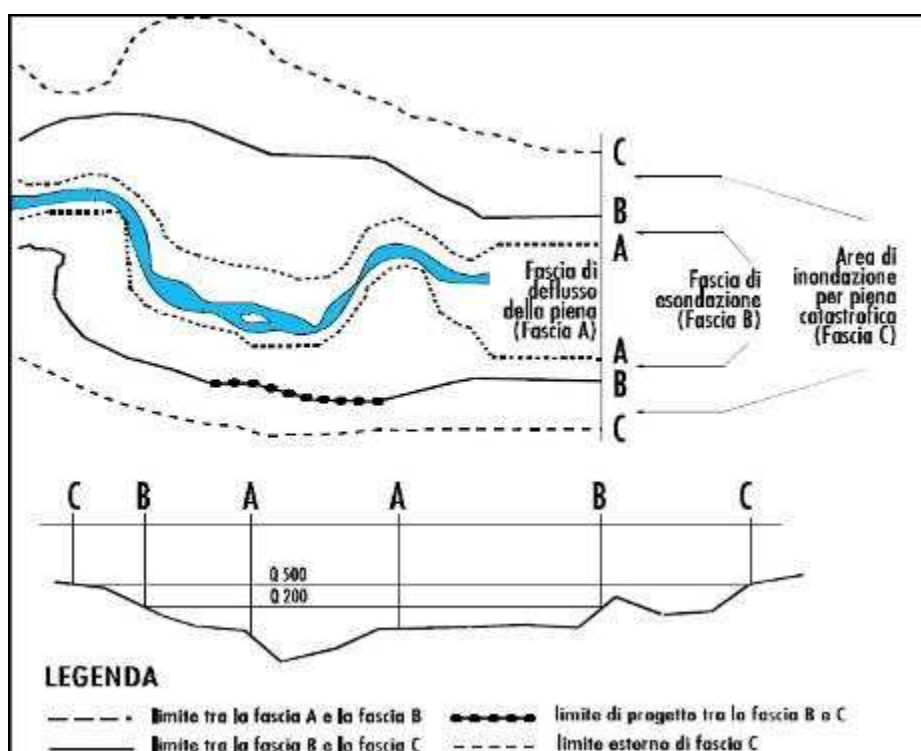 C
B
A
Fascia di
deflusso
della piena
(Fascia A)
Fascia di
esondazione
(Fascia B)
Area di
inondazione
per piena
catastrofica
(Fascia C)
A
B
C
C B A A B C
Q 500
Q 200
LEGENDA
limite tra la fascia A e la fascia B
limite di progetto tra la fascia B e C
limite tra la fascia B e la fascia C
limite esterno di fascia C